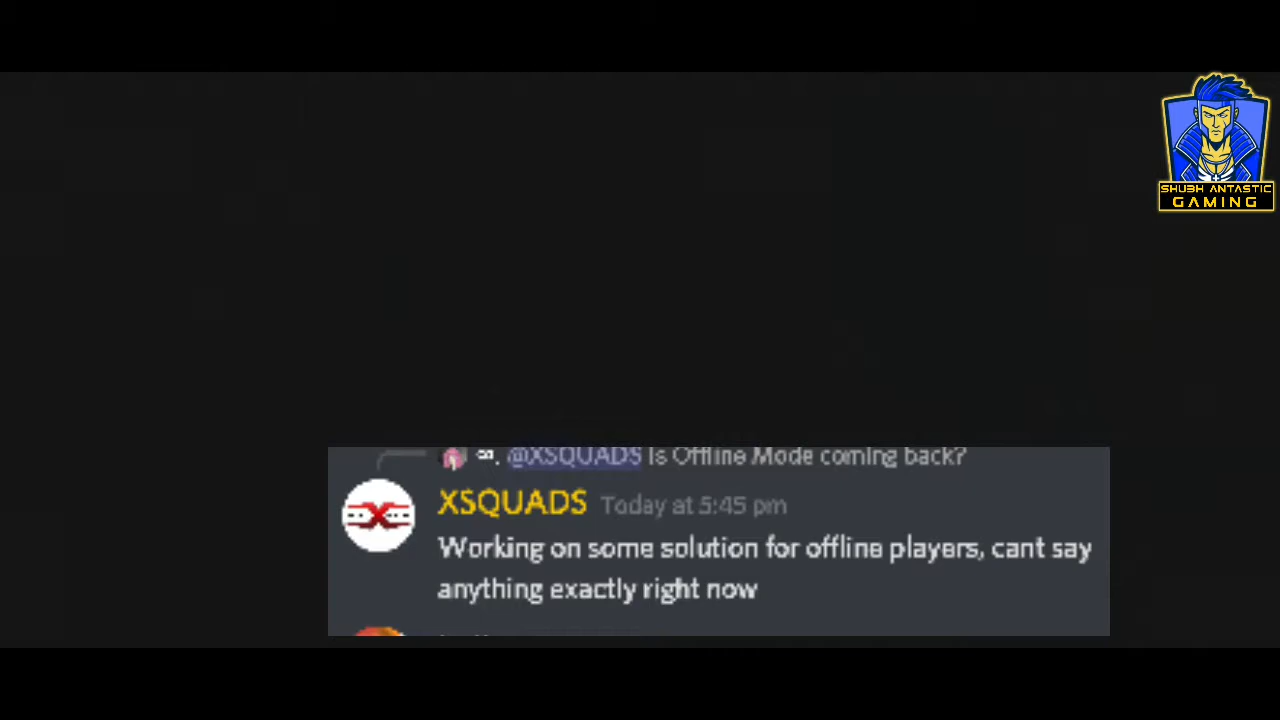 SHUBH ANTASTIC
GAMING
@XSQUADS Is Offline Mode coming back?
XSQUADS Today at 5:45 pm
Working on some solution for offline players, cant say
anything exactly right now